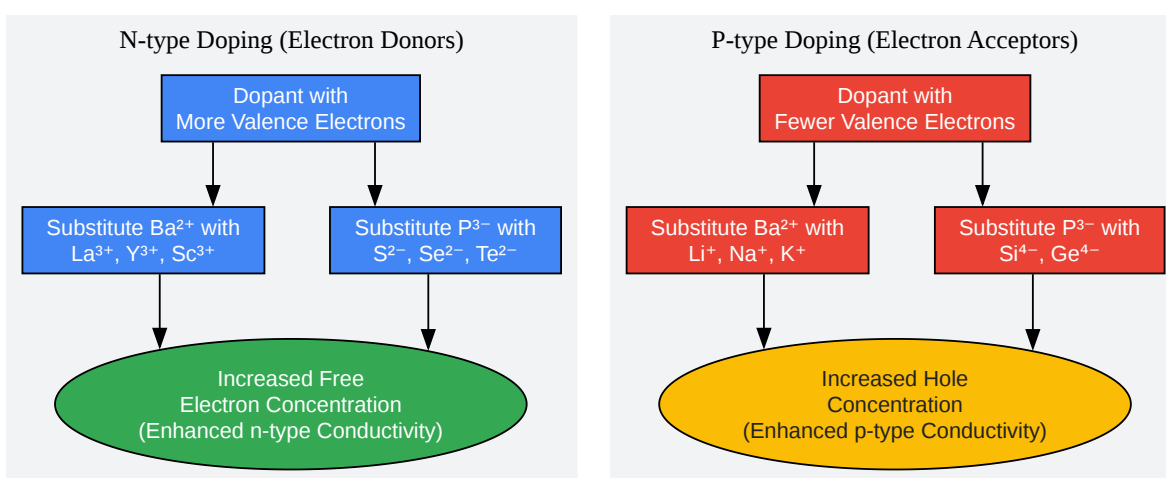 N-type Doping (Electron Donors)
Dopant with
More Valence Electrons
Substitute Ba²⁺ with
La³⁺, Y³⁺, Sc³⁺
Substitute P³⁻ with
S²⁻, Se²⁻, Te²⁻
Increased Free
Electron Concentration
(Enhanced n-type Conductivity)
P-type Doping (Electron Acceptors)
Dopant with
Fewer Valence Electrons
Substitute Ba²⁺ with
Li⁺, Na⁺, K⁺
Substitute P³⁻ with
Si⁴⁻, Ge⁴⁻
Increased Hole
Concentration
(Enhanced p-type Conductivity)